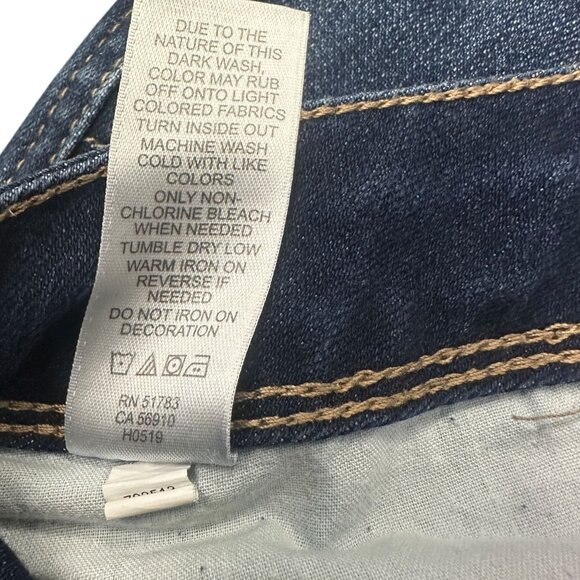 DUE TO THE
NATURE OF THIS
DARK WASH,
COLOR MAY RUB
OFF ONTO LIGHT
COLORED FABRICS
TURN INSIDE OUT
MACHINE WASH
COLD WITH LIKE
COLORS
ONLY NON-
CHLORINE BLEACH
WHEN NEEDED
TUMBLE DRY LOW
WARM IRON ON
REVERSE IF
NEEDED
DO NOT IRON ON
DECORATION
RN 51783
CA 56910
H0519